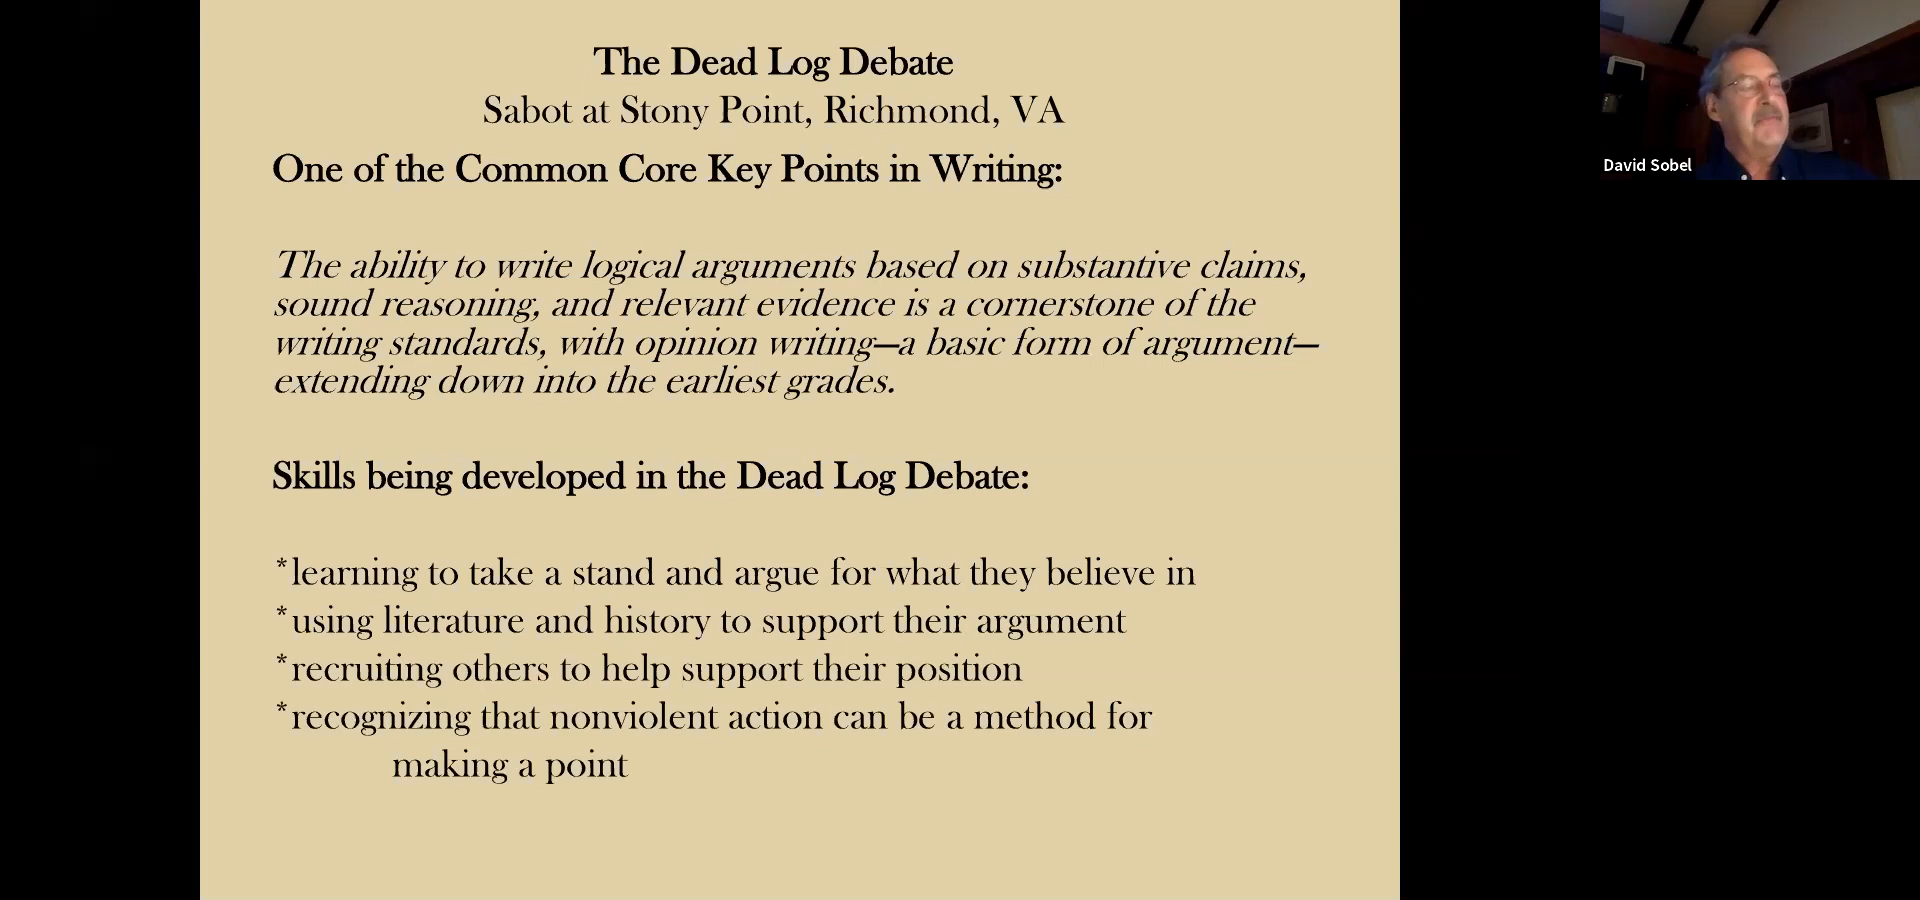 The Dead Log Debate
Sabot at Stony Point, Richmond, VA
One of the Common Core Key Points in Writing:
The ability to write logical arguments based on substantive claims,
sound reasoning, and relevant evidence is a cornerstone of the
writing standards, with opinion writing—a basic form of argument—
extending down into the earliest grades.
Skills being developed in the Dead Log Debate:
*learning to take a stand and argue for what they believe in
*using literature and history to support their argument
*recruiting others to help support their position
*recognizing that nonviolent action can be a method for
making a point
David Sobel